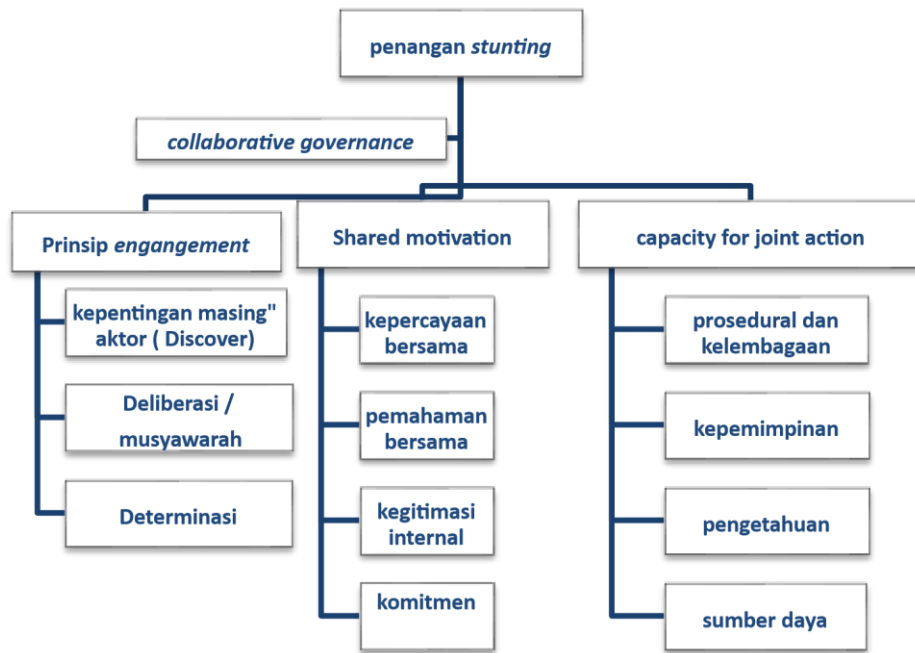 penangan stunting
collaborative governance
Prinsip engangement
Shared motivation
capacity for joint action
kepentingan masing"
aktor ( Discover)
Deliberasi /
musyawarah
Determinasi
kepercayaan
bersama
pemahaman
bersama
kegitimasi
internal
komitmen
prosedural dan
kelembagaan
kepemimpinan
pengetahuan
sumber daya